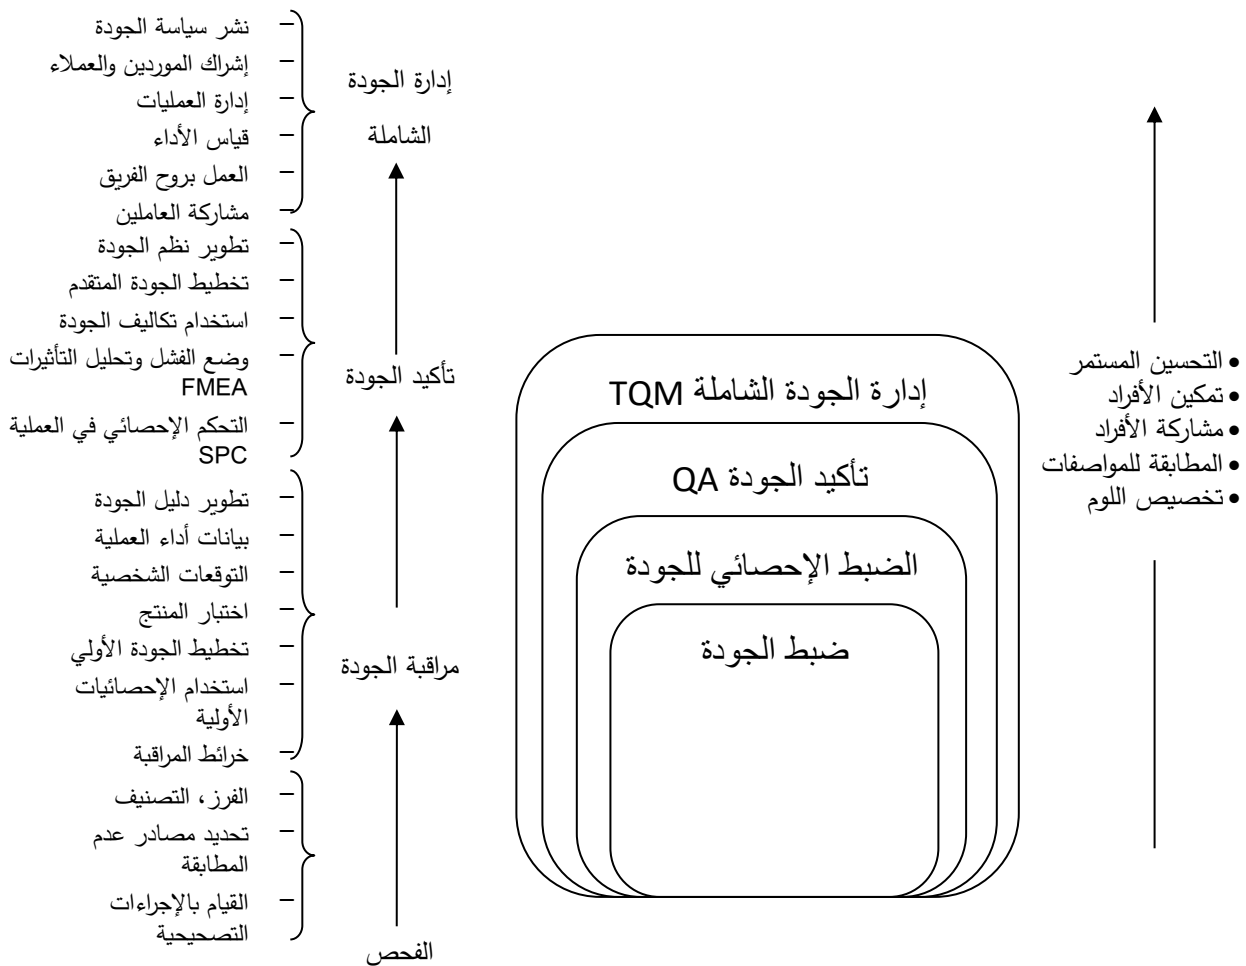 نشر سياسة الجودة
إشراك الموردين والعملاء
إدارة العمليات
قياس الأداء
العمل بروح الفريق
مشاركة العاملين
تطوير نظم الجودة
تخطيط الجودة المتقدم
استخدام تكاليف الجودة
وضع الفشل وتحليل التأثيرات
FMEA
التحكم الإحصائي في العملية
SPC
تطوير دليل الجودة
بيانات أداء العملية
التوقعات الشخصية
اختبار المنتج
تخطيط الجودة الأولي
استخدام الإحصائيات
الأولية
خرائط المراقبة
الفرز، التصنيف
تحديد مصادر عدم
المطابقة
القيام بالإجراءات
التصحيحية
إدارة الجودة
الشاملة
تأكيد الجودة
مراقبة الجودة
الفحص
إدارة الجودة الشاملة TQM
تأكيد الجودة QA
الضبط الإحصائي للجودة
ضبط الجودة
• التحسين المستمر
• تمكين الأفراد
• مشاركة الأفراد
• المطابقة للمواصفات
• تخصيص اللوم